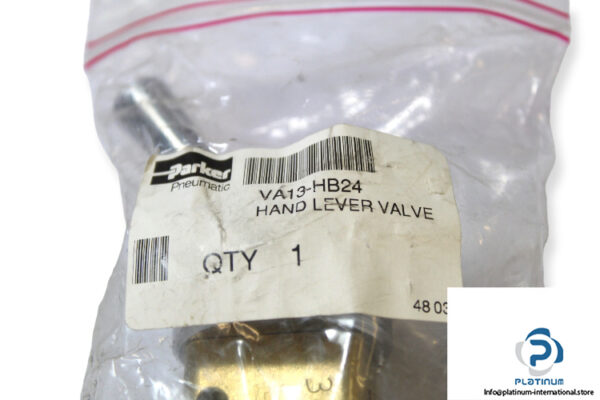 Parker
Pneumatic
VA13-HB24
HAND LEVER VALVE
QTY 1
48 03
3
PLATINUM
Info@platinum-international.store